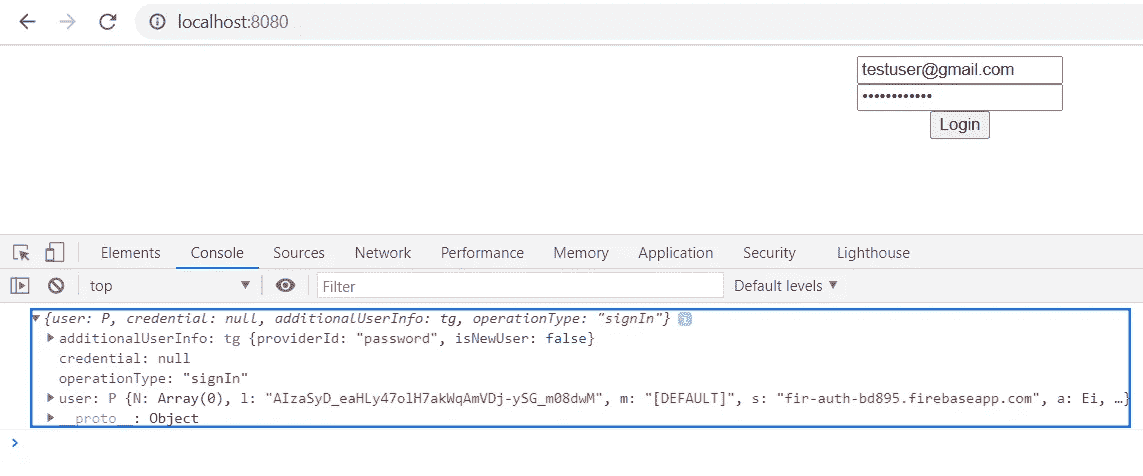 localhost:8080
testuser@gmail.com
••••••••••••
Login
Elements Console Sources Network Performance Memory Application Security Lighthouse
top Filter Default levels
{user: P, credential: null, additionalUserInfo: tg, operationType: "signIn"}
additionalUserInfo: tg {providerId: "password", isNewUser: false}
credential: null
operationType: "signIn"
user: P {N: Array(0), l: "AIzaSyD_eaHLy47olH7akWqAmVDj-ySG_m08dwM", m: "[DEFAULT]", s: "fir-auth-bd895.firebaseapp.com", a: Ei, …}
__proto__: Object